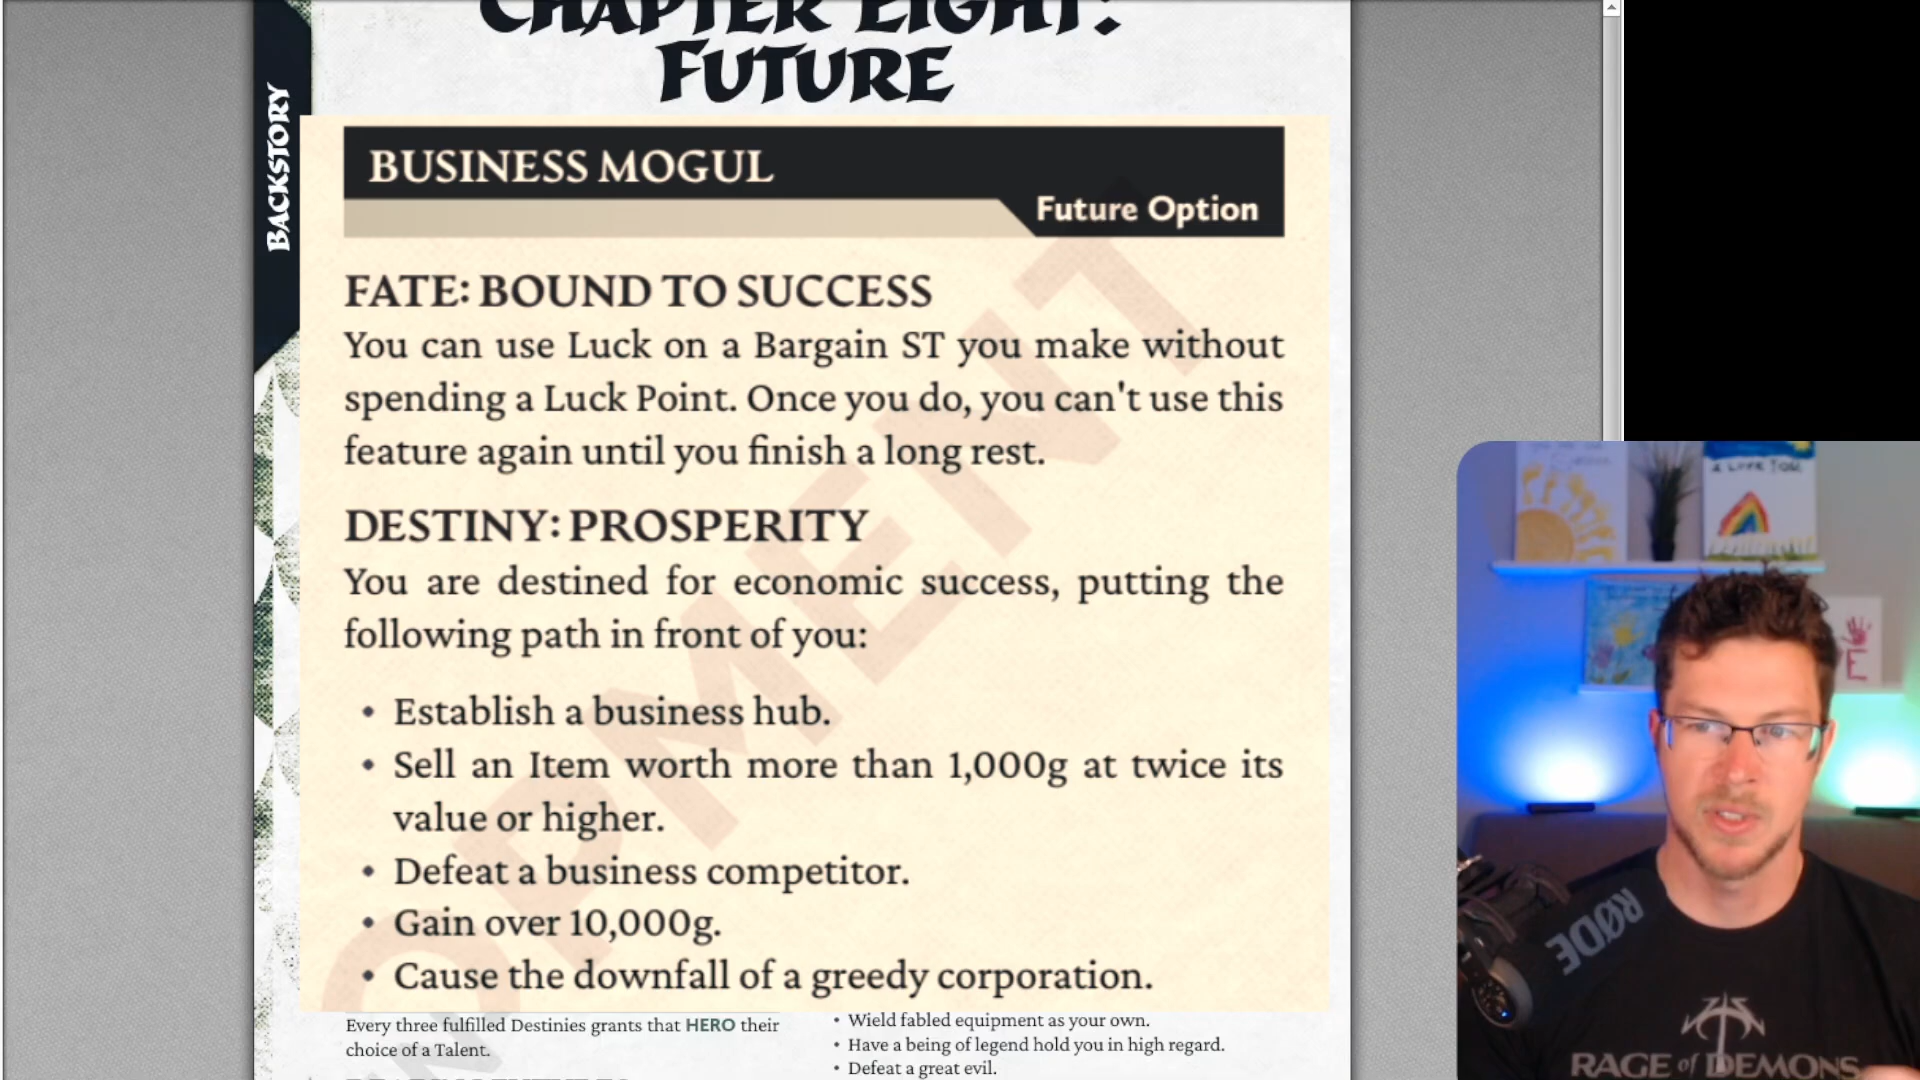 CHAPTER EIGHT:
FUTURE
BACKSTORY
BUSINESS MOGUL
Future Option
FATE: BOUND TO SUCCESS
You can use Luck on a Bargain ST you make without
spending a Luck Point. Once you do, you can't use this
feature again until you finish a long rest.
DESTINY: PROSPERITY
You are destined for economic success, putting the
following path in front of you:
• Establish a business hub.
• Sell an Item worth more than 1,000g at twice its
value or higher.
• Defeat a business competitor.
• Gain over 10,000g.
• Cause the downfall of a greedy corporation.
Every three fulfilled Destinies grants that HERO their
choice of a Talent.
• Wield fabled equipment as your own.
• Have a being of legend hold you in high regard.
• Defeat a great evil.
OPMENT
I LOVE YOU
E
RØDE
RAGE of DEMONS